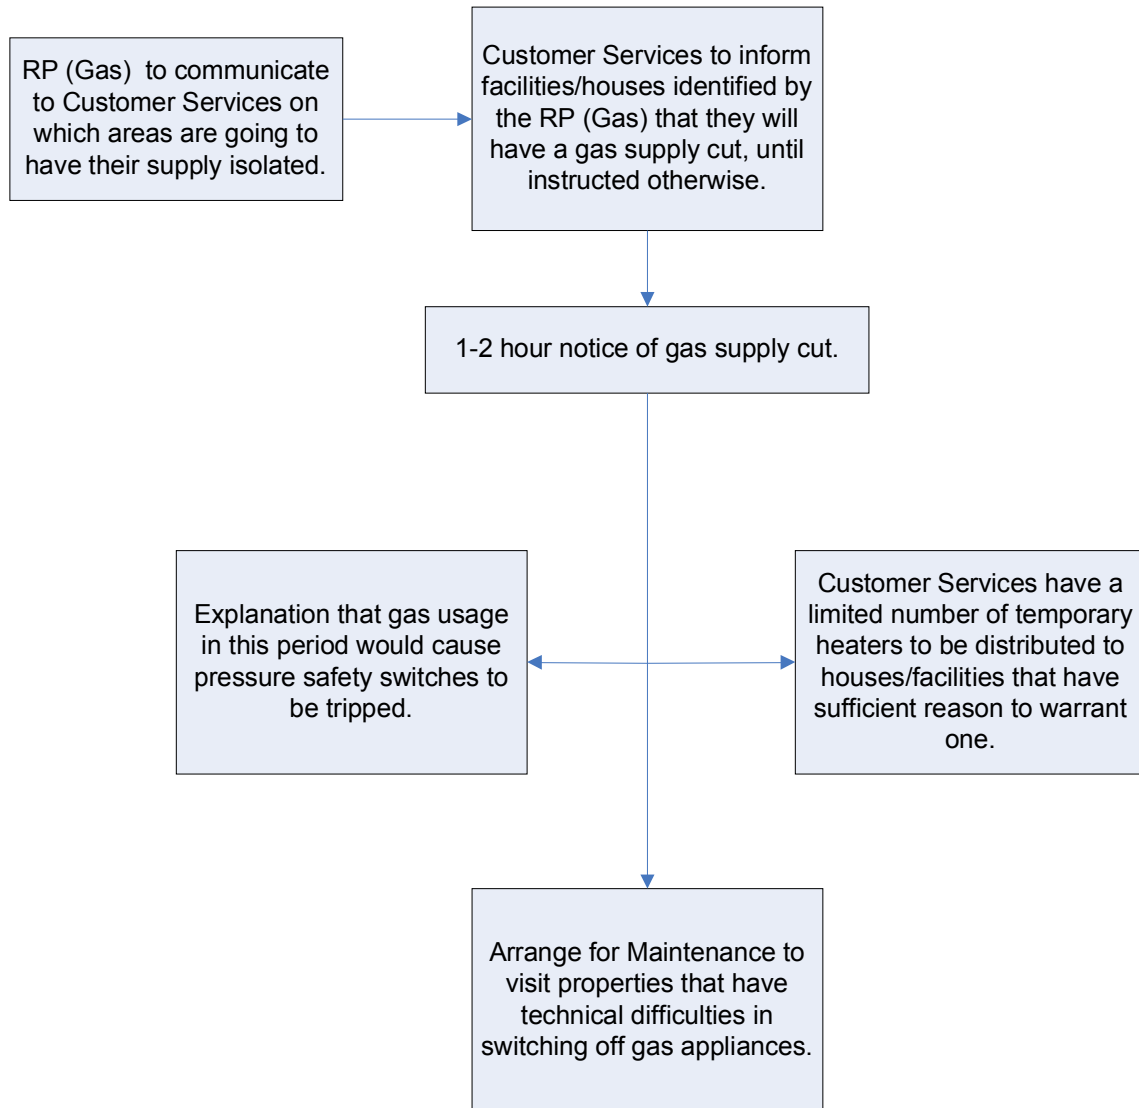 RP (Gas)  to communicate
to Customer Services on
which areas are going to
have their supply isolated.
Customer Services to inform
facilities/houses identified by
the RP (Gas) that they will
have a gas supply cut, until
instructed otherwise.
1-2 hour notice of gas supply cut.
Explanation that gas usage
in this period would cause
pressure safety switches to
be tripped.
Customer Services have a
limited number of temporary
heaters to be distributed to
houses/facilities that have
sufficient reason to warrant
one.
Arrange for Maintenance to
visit properties that have
technical difficulties in
switching off gas appliances.